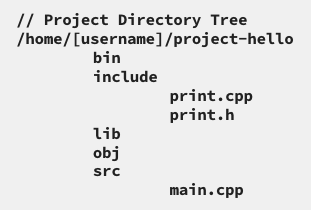 // Project Directory Tree
/home/[username]/project-hello
bin
include
print.cpp
print.h
lib
obj
src
main.cpp